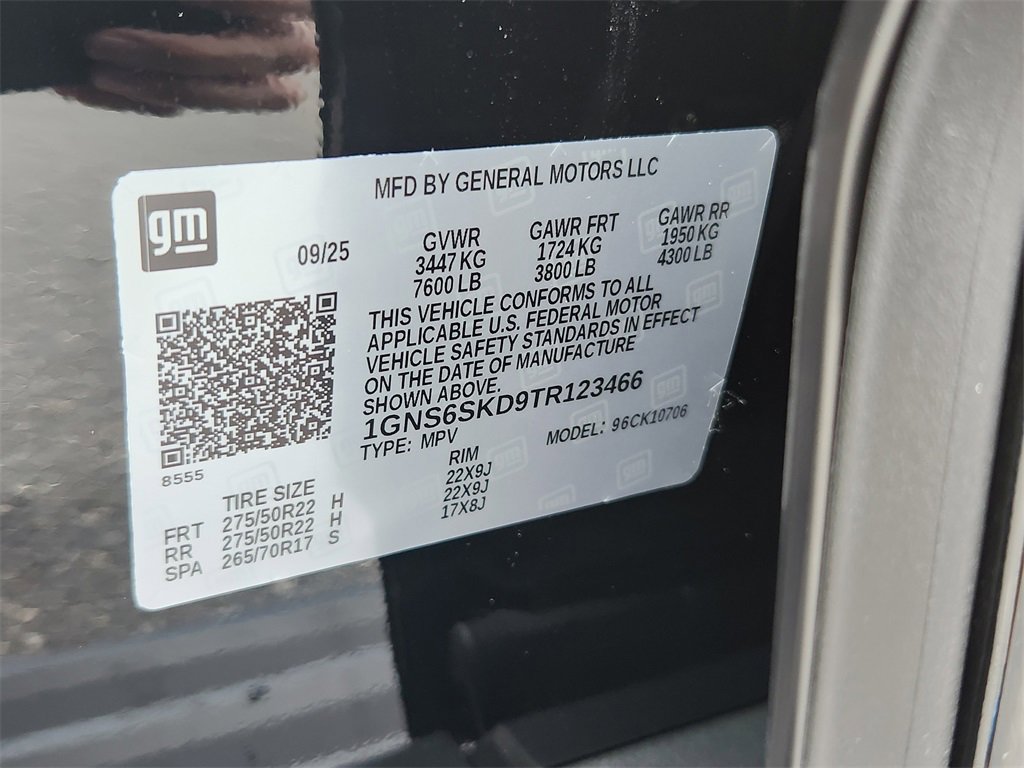 MFD BY GENERAL MOTORS LLC
gm
09/25
GVWR
3447 KG
7600 LB
GAWR FRT
1724 KG
3800 LB
GAWR RR
1950 KG
4300 LB
THIS VEHICLE CONFORMS TO ALL
APPLICABLE U.S. FEDERAL MOTOR
VEHICLE SAFETY STANDARDS IN EFFECT
ON THE DATE OF MANUFACTURE
SHOWN ABOVE.
1GNS6SKD9TR123466
TYPE: MPV MODEL: 96CK10706
8555
TIRE SIZE RIM
FRT 275/50R22 H 22X9J
RR 275/50R22 H 22X9J
SPA 265/70R17 S 17X8J